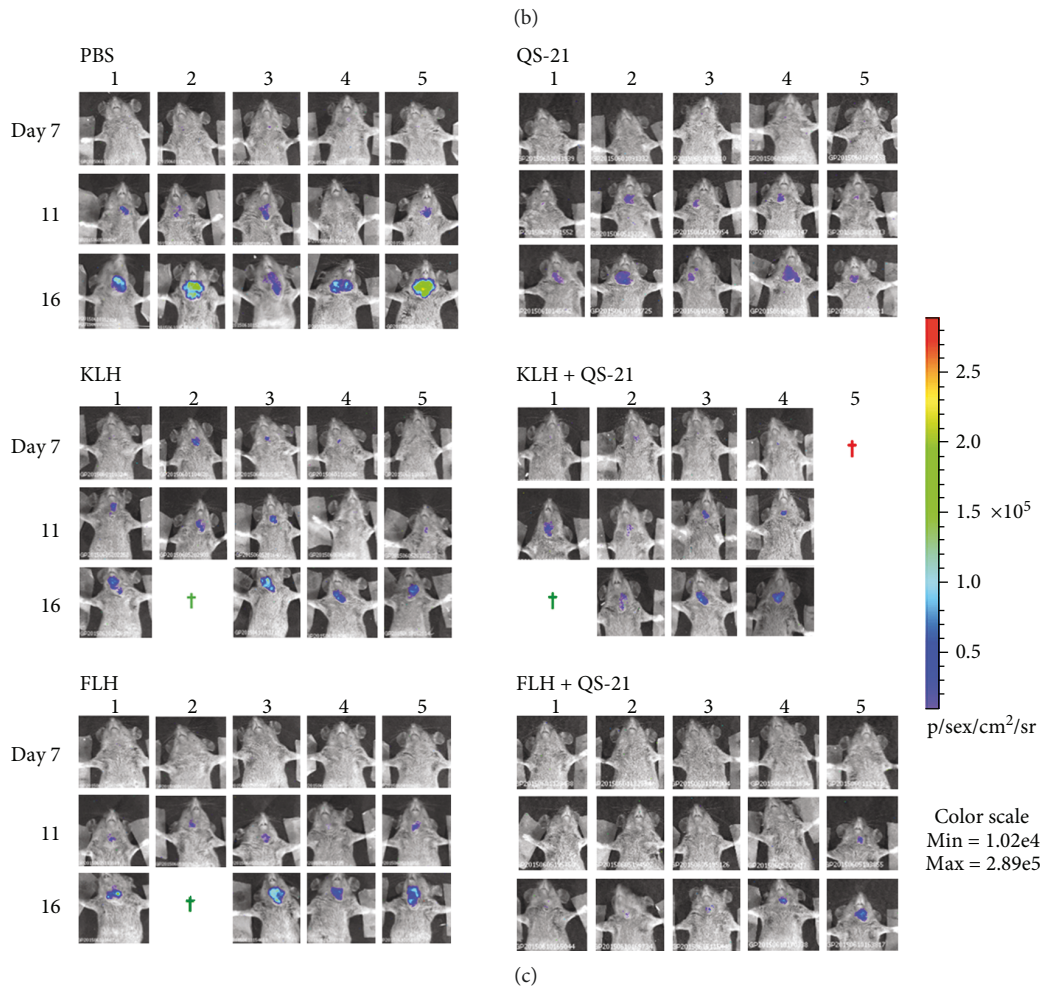 (b)
PBS
1 2 3 4 5
Day 7
11
16
QS-21
1 2 3 4 5
KLH
1 2 3 4 5
Day 7
†
11
16
†
KLH + QS-21
1 2 3 4 5
†
†
FLH
1 2 3 4 5
Day 7
11
16
†
FLH + QS-21
1 2 3 4 5
2.5
2.0
1.5 ×10⁵
1.0
0.5
p/sex/cm²/sr
Color scale
Min = 1.02e4
Max = 2.89e5
(c)